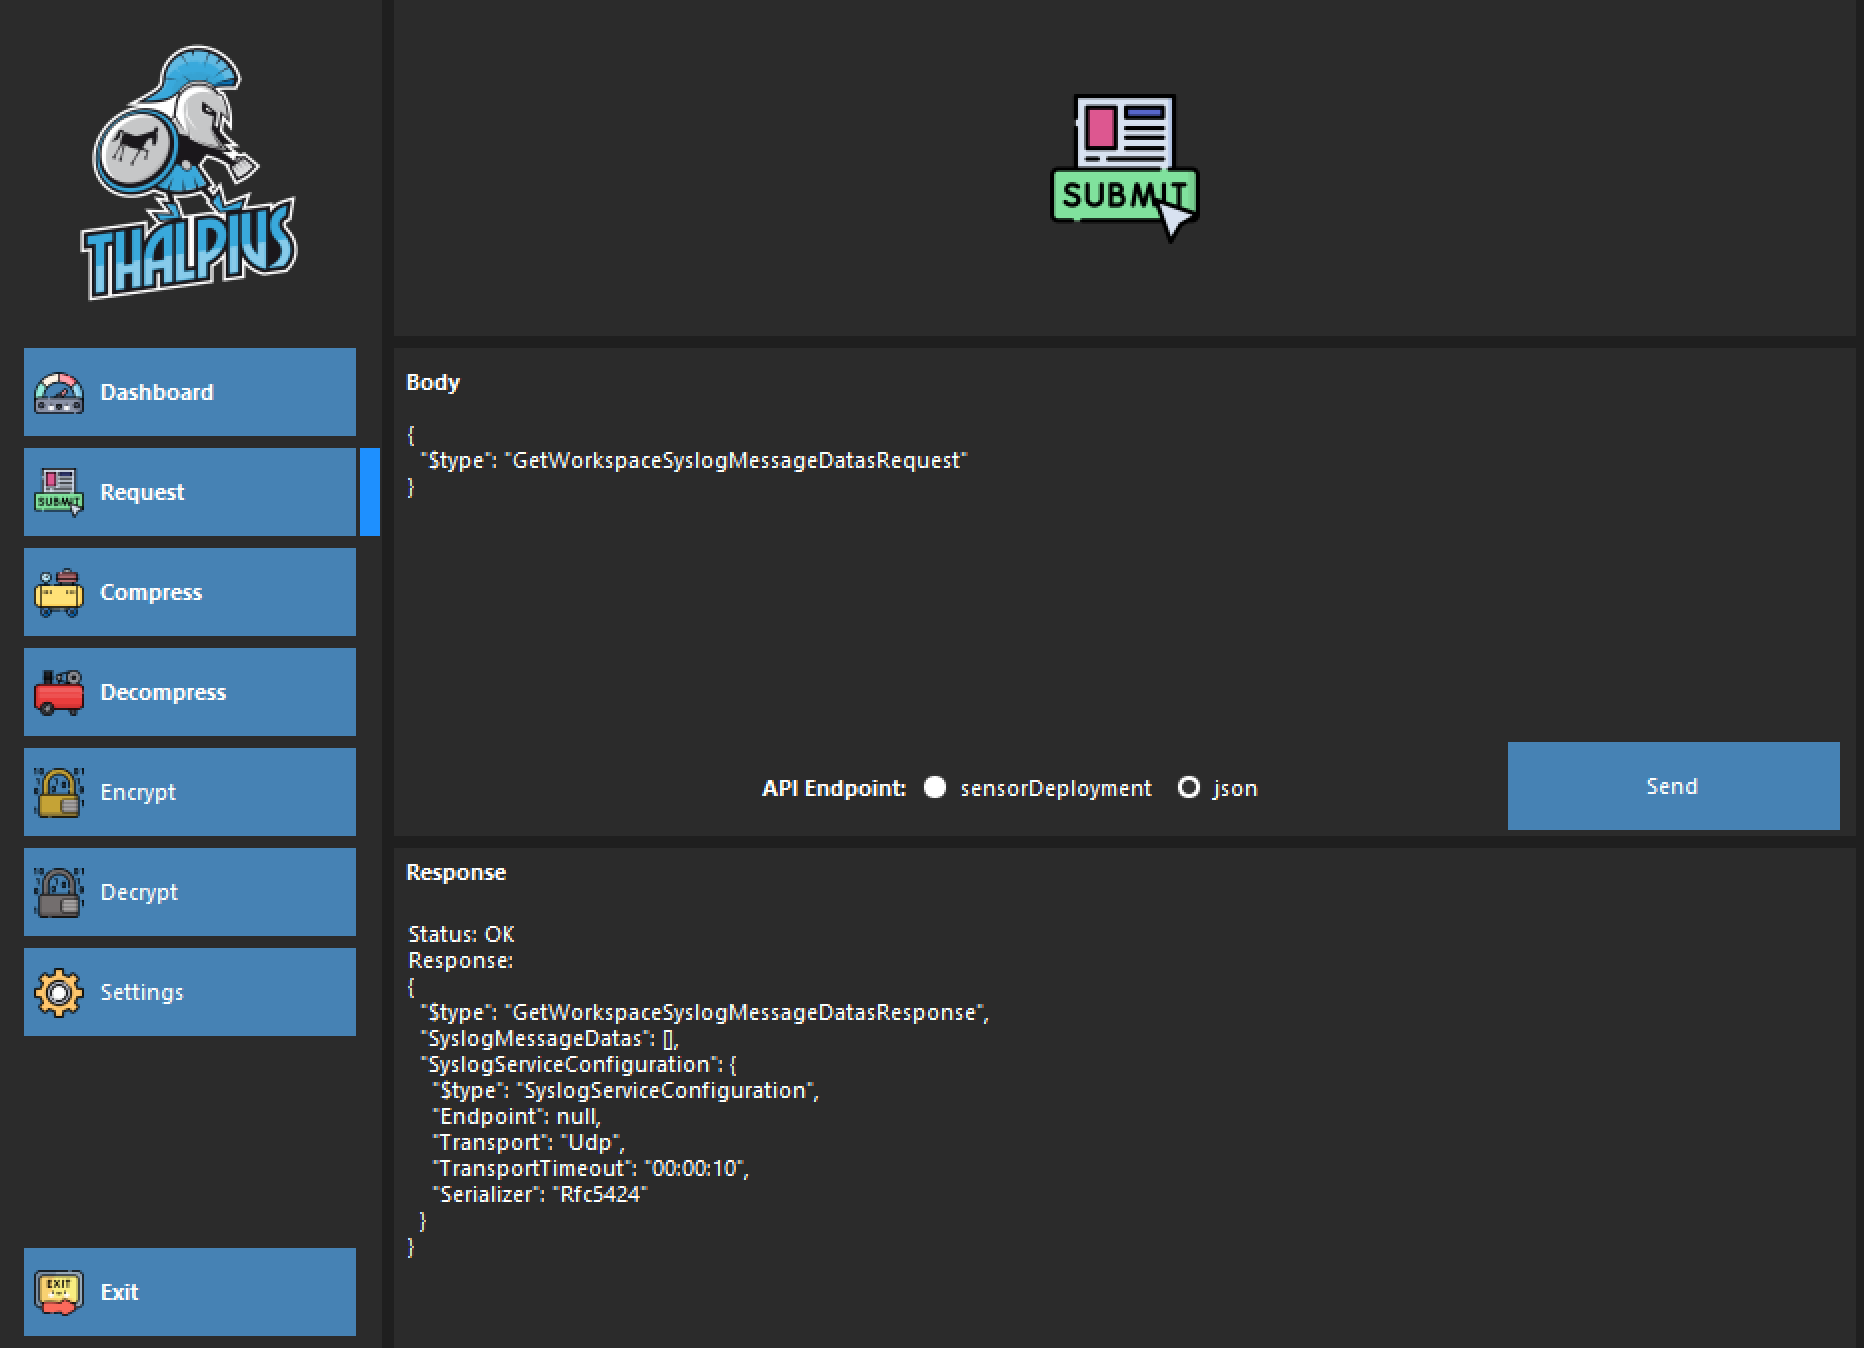 THALPIUS
Dashboard
Request
Compress
Decompress
Encrypt
Decrypt
Settings
Exit
SUBMIT
Body
{
"$type": "GetWorkspaceSyslogMessageDatasRequest"
}
API Endpoint: sensorDeployment json
Send
Response
Status: OK
Response:
{
"$type": "GetWorkspaceSyslogMessageDatasResponse",
"SyslogMessageDatas": [],
"SyslogServiceConfiguration": {
"$type": "SyslogServiceConfiguration",
"Endpoint": null,
"Transport": "Udp",
"TransportTimeout": "00:00:10",
"Serializer": "Rfc5424"
}
}